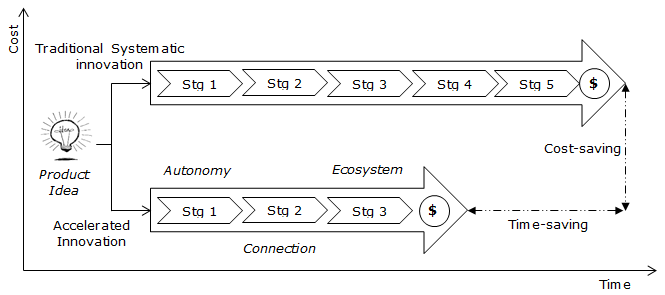 Cost
Traditional Systematic
innovation
Stg 1
Stg 2
Stg 3
Stg 4
Stg 5
$
Idea
Product
Idea
Cost-saving
Autonomy
Ecosystem
Stg 1
Stg 2
Stg 3
$
Accelerated
Innovation
Time-saving
Connection
Time